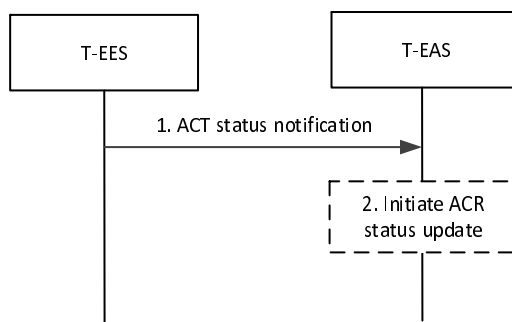 T-EES
T-EAS
1. ACT status notification
2. Initiate ACR
status update